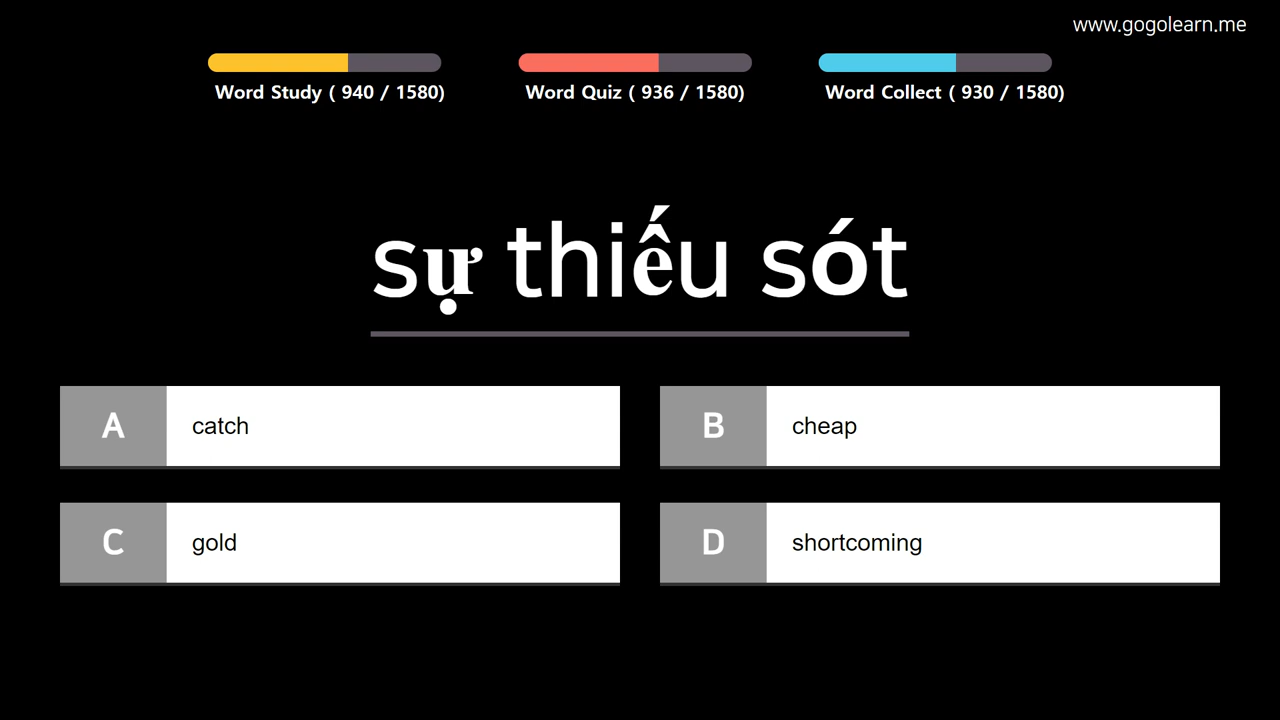 www.gogolearn.me
Word Study ( 940 / 1580)
Word Quiz ( 936 / 1580)
Word Collect ( 930 / 1580)
sự thiếu sót
A catch
B cheap
C gold
D shortcoming